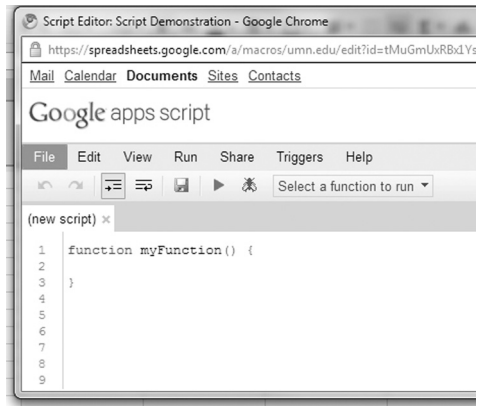 Script Editor: Script Demonstration - Google Chrome
https://spreadsheets.google.com/a/macros/umn.edu/edit?id=tMuGmUxRBx1Ys
Mail Calendar Documents Sites Contacts
Google apps script
File Edit View Run Share Triggers Help
Select a function to run
(new script) ×
1 function myFunction() {
2
3 }
4
5
6
7
8
9